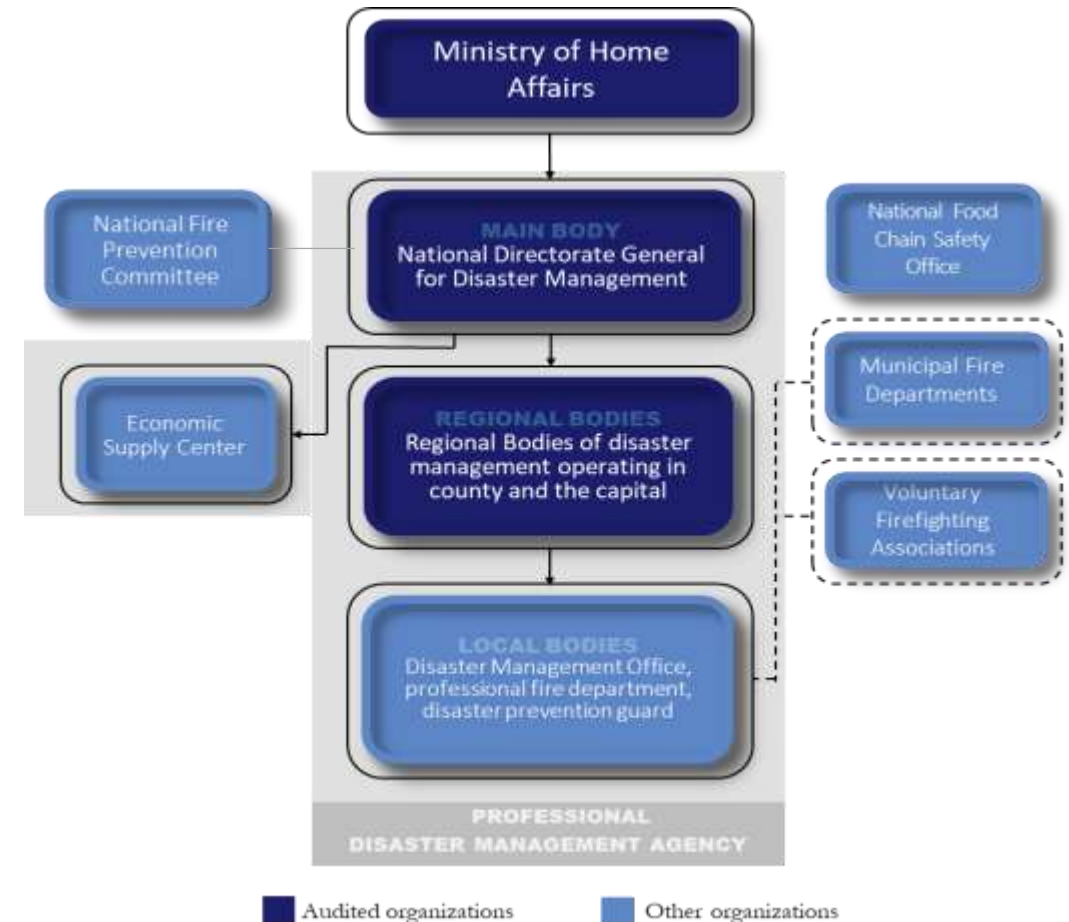 Ministry of Home
Affairs
National Fire
Prevention
Committee
MAIN BODY
National Directorate General
for Disaster Management
National Food
Chain Safety
Office
Economic
Supply Center
REGIONAL BODIES
Regional Bodies of disaster
management operating in
county and the capital
Municipal Fire
Departments
Voluntary
Firefighting
Associations
LOCAL BODIES
Disaster Management Office,
professional fire department,
disaster prevention guard
PROFESSIONAL
DISASTER MANAGEMENT AGENCY
Audited organizations
Other organizations